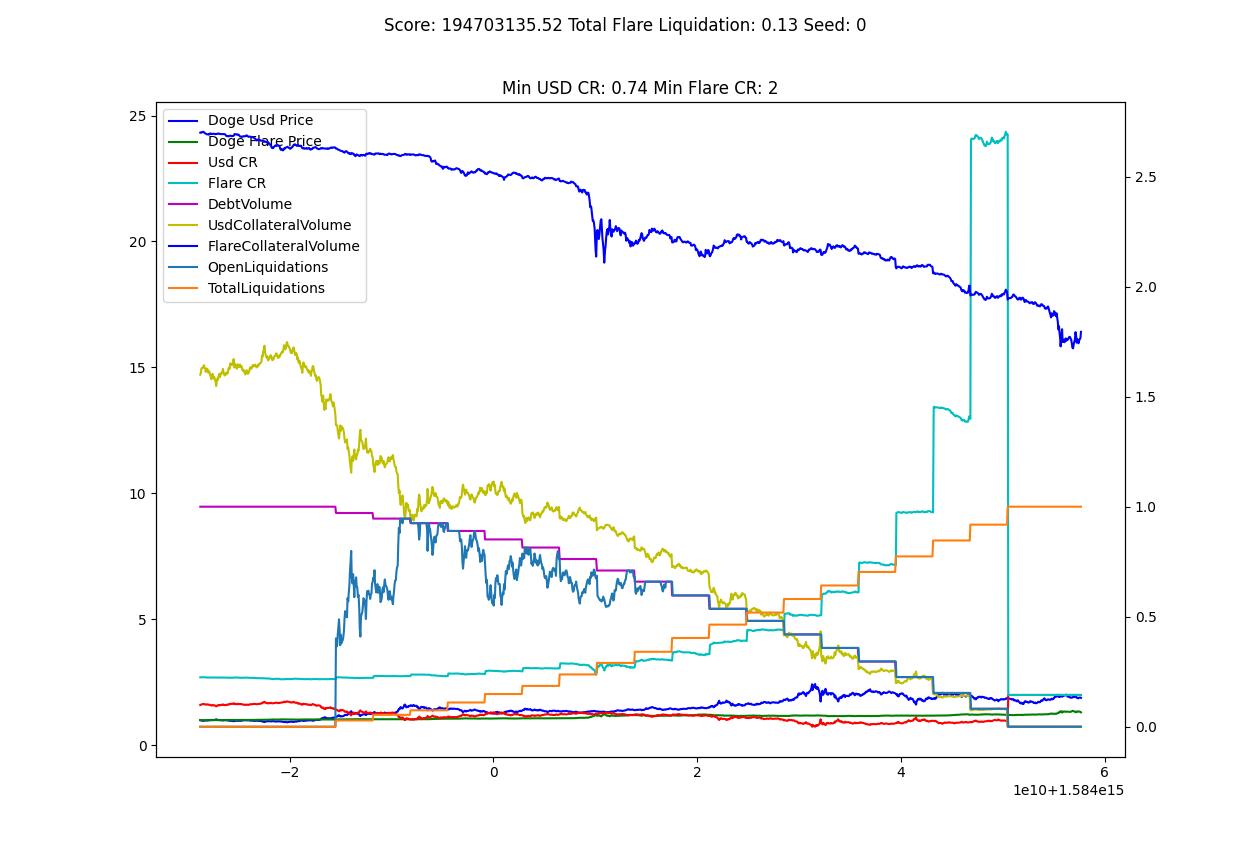 Score: 194703135.52 Total Flare Liquidation: 0.13 Seed: 0
Min USD CR: 0.74 Min Flare CR: 2
Doge Usd Price
Doge Flare Price
Usd CR
Flare CR
DebtVolume
UsdCollateralVolume
FlareCollateralVolume
OpenLiquidations
TotalLiquidations
25
20
15
10
5
0
2.5
2.0
1.5
1.0
0.5
0.0
−2
0
2
4
6
1e10+1.584e15